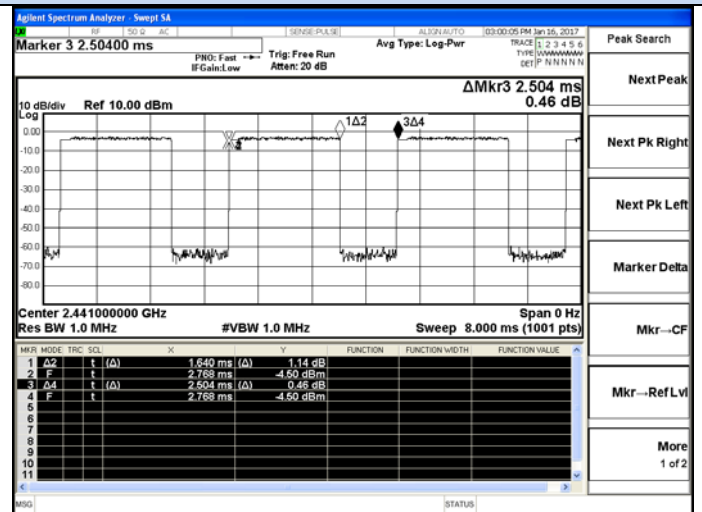 Agilent Spectrum Analyzer - Swept SA
RF 50 Ω AC SENSE:PULSE ALIGN AUTO 03:00:05 PM Jan 16, 2017
Marker 3 2.50400 ms
PNO: Fast
IFGain:Low
Trig: Free Run
Atten: 20 dB
Avg Type: Log-Pwr
TRACE 1 2 3 4 5 6
TYPE
DET P N N N N N
Peak Search
ΔMkr3 2.504 ms
0.46 dB
10 dB/div Ref 10.00 dBm
Log
1Δ2 3Δ4
0.00
-10.0
-20.0
-30.0
-40.0
-50.0
-60.0
-70.0
-80.0
Center 2.441000000 GHz Span 0 Hz
Res BW 1.0 MHz #VBW 1.0 MHz Sweep 8.000 ms (1001 pts)
MKR MODE TRC SCL X Y FUNCTION FUNCTION WIDTH FUNCTION VALUE
1 Δ2 t (Δ) 1.640 ms (Δ) 1.14 dB
2 F t 2.768 ms -4.50 dBm
3 Δ4 t (Δ) 2.504 ms (Δ) 0.46 dB
4 F t 2.768 ms -4.50 dBm
5
6
7
8
9
10
11
MSG STATUS
Next Peak
Next Pk Right
Next Pk Left
Marker Delta
Mkr→CF
Mkr→Ref Lvl
More
1 of 2